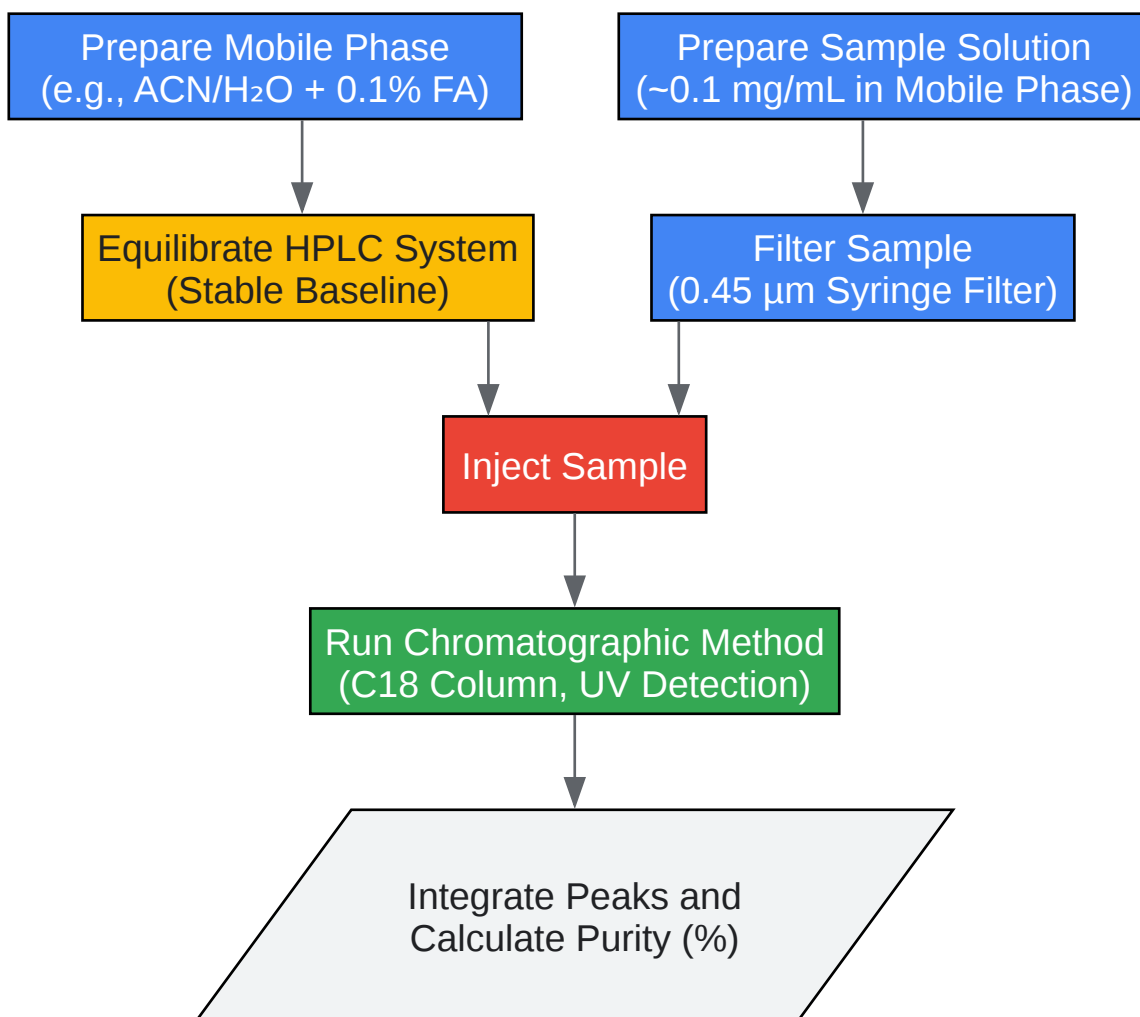 Prepare Mobile Phase
(e.g., ACN/H₂O + 0.1% FA)
Prepare Sample Solution
(~0.1 mg/mL in Mobile Phase)
Equilibrate HPLC System
(Stable Baseline)
Filter Sample
(0.45 µm Syringe Filter)
Inject Sample
Run Chromatographic Method
(C18 Column, UV Detection)
Integrate Peaks and
Calculate Purity (%)